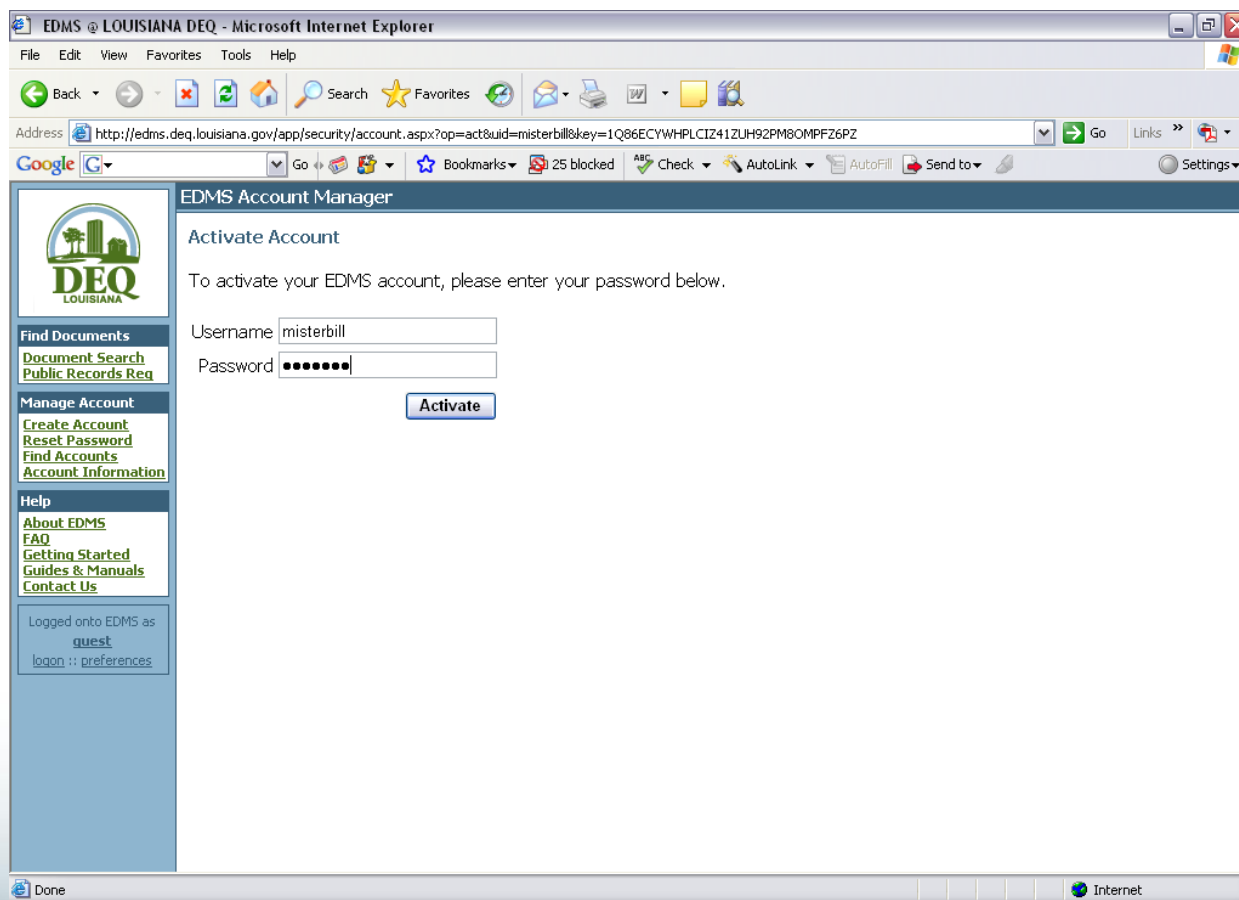 EDMS @ LOUISIANA DEQ - Microsoft Internet Explorer
File Edit View Favorites Tools Help
Back Search Favorites
Address http://edms.deq.louisiana.gov/app/security/account.aspx?op=act&uid=misterbill&key=1Q86ECYWHPLCIZ41ZUH92PM8OMPFZ6PZ Go Links »
Google G Go Bookmarks 25 blocked ABC Check AutoLink AutoFill Send to Settings
DEQ
LOUISIANA
Find Documents
Document Search
Public Records Req
Manage Account
Create Account
Reset Password
Find Accounts
Account Information
Help
About EDMS
FAQ
Getting Started
Guides & Manuals
Contact Us
Logged onto EDMS as
guest
logon :: preferences
EDMS Account Manager
Activate Account
To activate your EDMS account, please enter your password below.
Username misterbill
Password •••••••
Activate
Done Internet